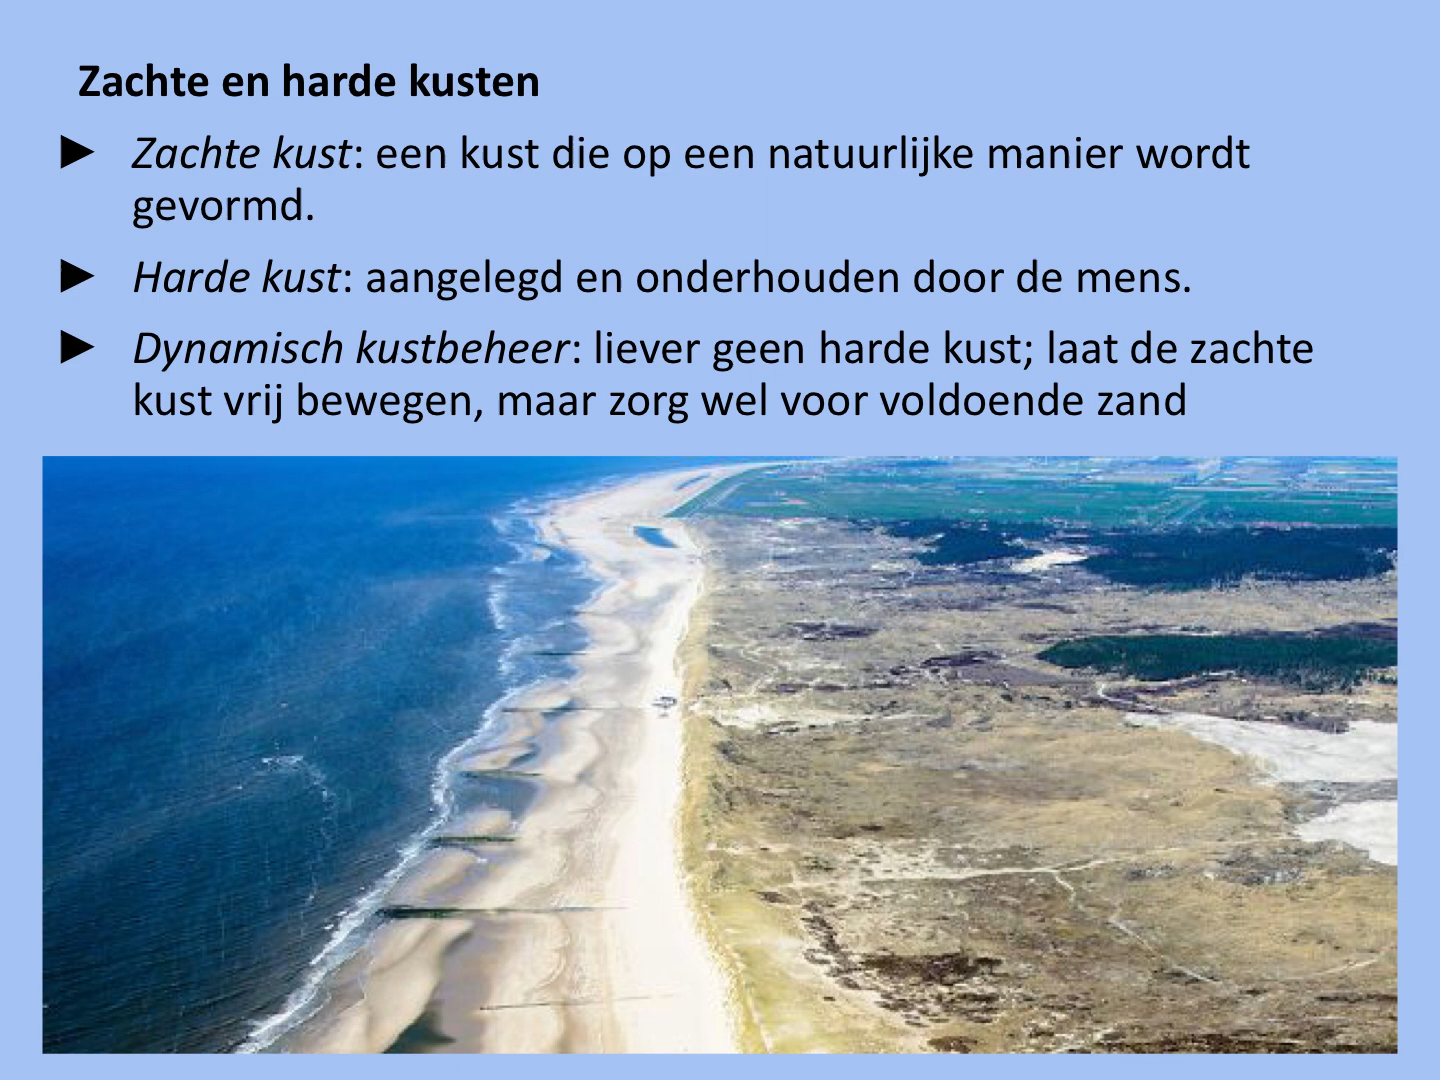 Zachte en harde kusten
► Zachte kust: een kust die op een natuurlijke manier wordt
gevormd.
► Harde kust: aangelegd en onderhouden door de mens.
► Dynamisch kustbeheer: liever geen harde kust; laat de zachte
kust vrij bewegen, maar zorg wel voor voldoende zand